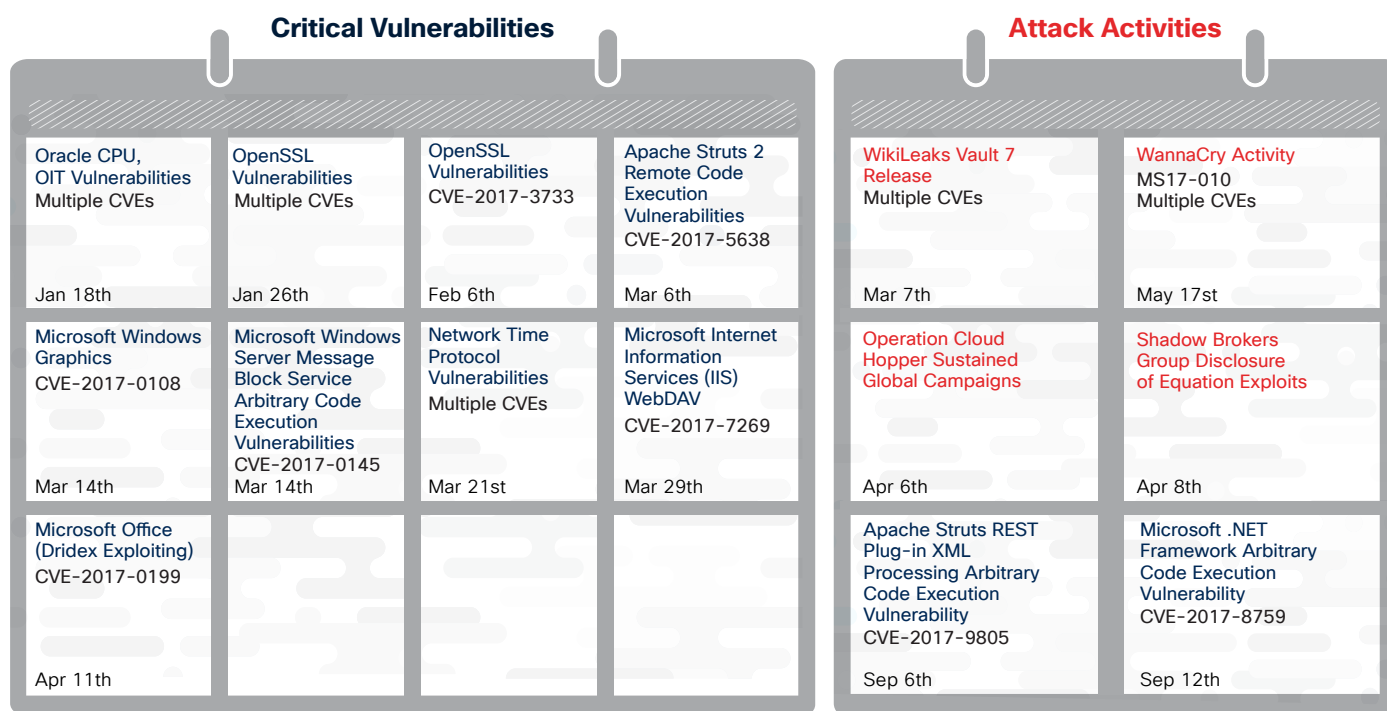 Critical Vulnerabilities
Oracle CPU,
OIT Vulnerabilities
Multiple CVEs
Jan 18th
OpenSSL
Vulnerabilities
Multiple CVEs
Jan 26th
OpenSSL
Vulnerabilities
CVE-2017-3733
Feb 6th
Apache Struts 2
Remote Code
Execution
Vulnerabilities
CVE-2017-5638
Mar 6th
Microsoft Windows
Graphics
CVE-2017-0108
Mar 14th
Microsoft Windows
Server Message
Block Service
Arbitrary Code
Execution
Vulnerabilities
CVE-2017-0145
Mar 14th
Network Time
Protocol
Vulnerabilities
Multiple CVEs
Mar 21st
Microsoft Internet
Information
Services (IIS)
WebDAV
CVE-2017-7269
Mar 29th
Microsoft Office
(Dridex Exploiting)
CVE-2017-0199
Apr 11th
Attack Activities
WikiLeaks Vault 7
Release
Multiple CVEs
Mar 7th
WannaCry Activity
MS17-010
Multiple CVEs
May 17st
Operation Cloud
Hopper Sustained
Global Campaigns
Apr 6th
Shadow Brokers
Group Disclosure
of Equation Exploits
Apr 8th
Apache Struts REST
Plug-in XML
Processing Arbitrary
Code Execution
Vulnerability
CVE-2017-9805
Sep 6th
Microsoft .NET
Framework Arbitrary
Code Execution
Vulnerability
CVE-2017-8759
Sep 12th